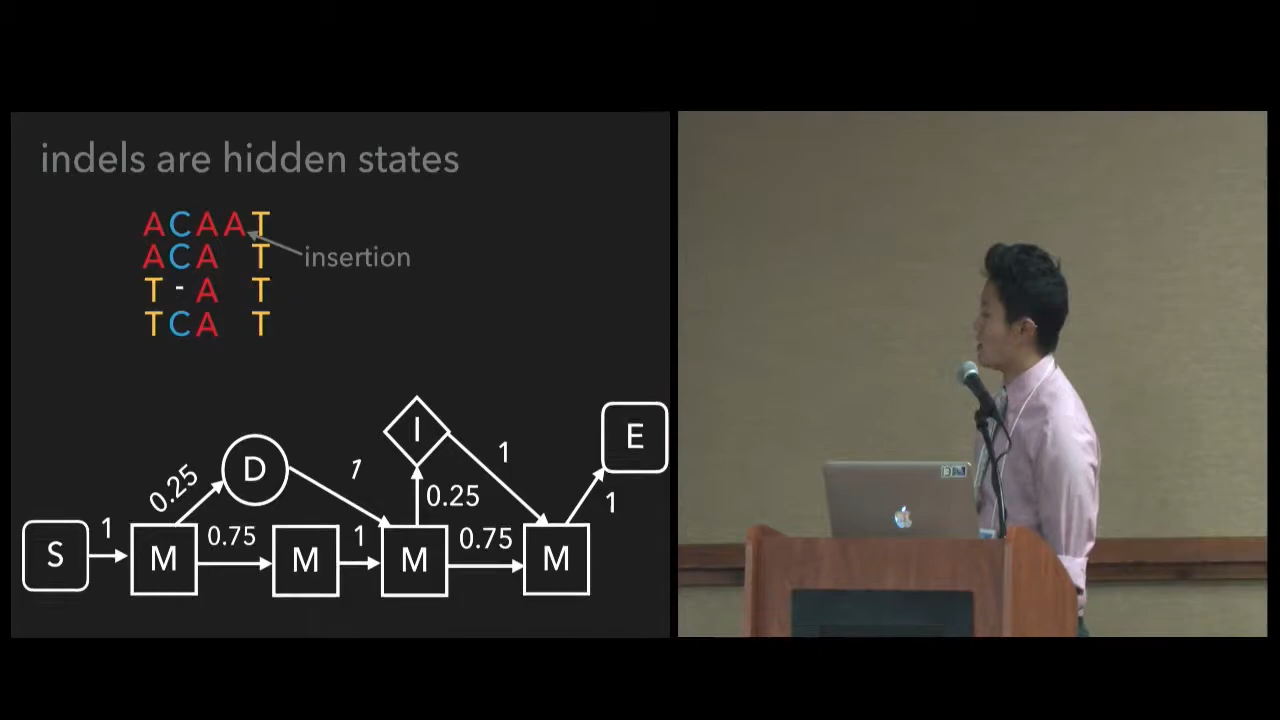 indels are hidden states
ACAAT
ACA T
T-A T
TCA T
insertion
I
E
D
1
1
0.25
0.25
1
1
0.75
1
0.75
S
M
M
M
M